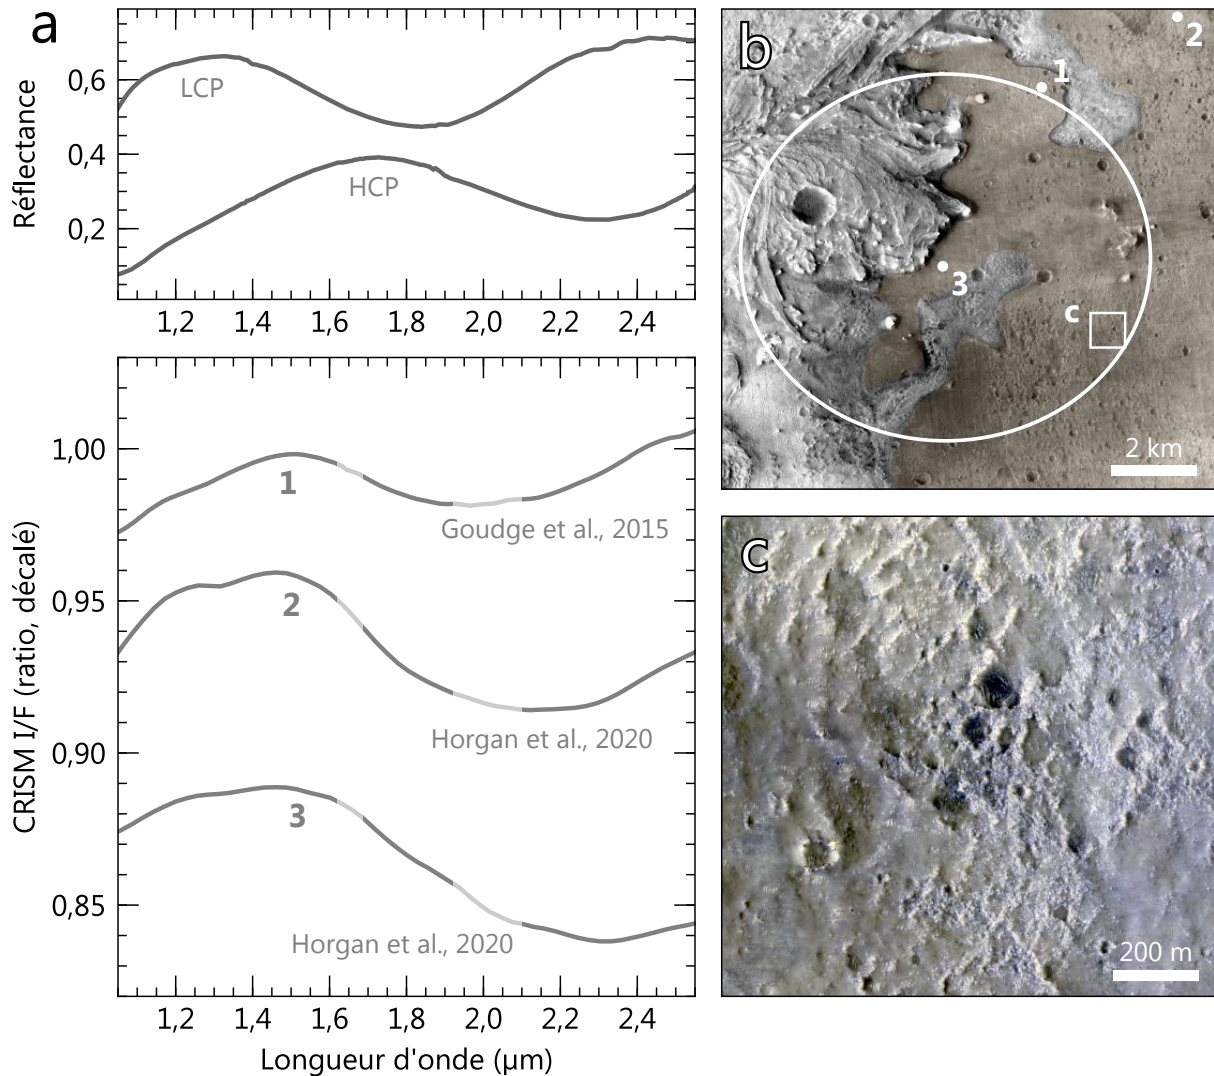 a
Réflectance
0,6
0,4
0,2
LCP
HCP
1,2 1,4 1,6 1,8 2,0 2,2 2,4
CRISM I/F (ratio, décalé)
1,00
0,95
0,90
0,85
1
Goudge et al., 2015
2
Horgan et al., 2020
3
Horgan et al., 2020
1,2 1,4 1,6 1,8 2,0 2,2 2,4
Longueur d'onde (µm)
b
2
1
3
c
2 km
c
200 m